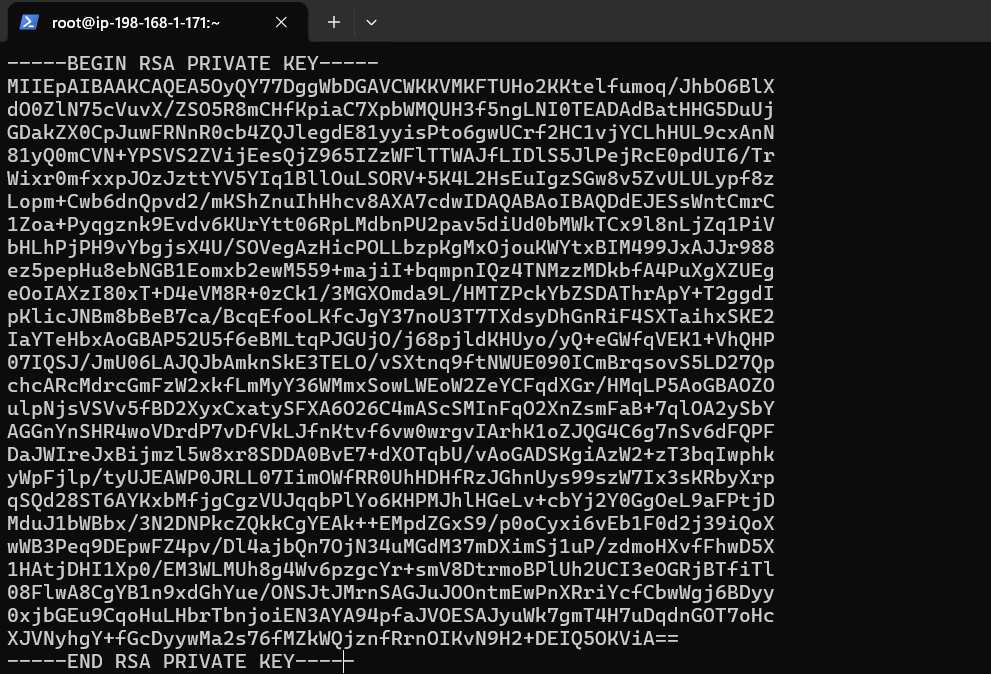 root@ip-198-168-1-171:~
-----BEGIN RSA PRIVATE KEY-----
MIIEpAIBAAKCAQEA5OyQY77DggWbDGAVCWKKVMKFTUHo2KKtelfumoq/JhbO6BlX
dO0ZlN75cVuvX/ZSO5R8mCHfKpiaC7XpbWMQUH3f5ngLNI0TEADAdBatHHG5DuUj
GDakZX0CpJuwFRNnR0cb4ZQJlegdE81yyisPto6gwUCrf2HC1vjYCLhHUL9cxAnN
81yQ0mCVN+YPSVS2ZVijEesQjZ965IZzWFlTTWAJfLIDlS5JlPejRcE0pdUI6/Tr
Wixr0mfxxpJOzJzttYV5YIq1BllOuLSORV+5K4L2HsEuIgzSGw8v5ZvULULypf8z
Lopm+Cwb6dnQpvd2/mKShZnuIhHhcv8AXA7cdwIDAQABAoIBAQDdEJESsWntCmrC
1Zoa+Pyqgznk9Evdv6KUrYtt06RpLMdbnPU2pav5diUd0bMWkTCx9l8nLjZq1PiV
bHLhPjPH9vYbgjsX4U/SOVegAzHicPOLLbzpKgMxOjouKWYtxBIM499JxAJJr988
ez5pepHu8ebNGB1Eomxb2ewM559+majiI+bqmpnIQz4TNMzzMDkbfA4PuXgXZUEg
eOoIAXzI80xT+D4eVM8R+0zCk1/3MGXOmda9L/HMTZPckYbZSDAThrApY+T2ggdI
pKlicJNBm8bBeB7ca/BcqEfooLKfcJgY37noU3T7TXdsyDhGnRiF4SXTaihxSKE2
IaYTeHbxAoGBAP52U5f6eBMLtqPJGUjO/j68pjldKHUyo/yQ+eGWfqVEK1+VhQHP
07IQSJ/JmU06LAJQJbAmknSkE3TELO/vSXtnq9ftNWUE090ICmBrqsovS5LD27Qp
chcARcMdrcGmFzW2xkfLmMyY36WMmxSowLWEoW2ZeYCFqdXGr/HMqLP5AoGBAOZO
ulpNjsVSVv5fBD2XyxCxatySFXA6O26C4mAScSMInFqO2XnZsmFaB+7qlOA2ySbY
AGGnYnSHR4woVDrdP7vDfVkLJfnKtvf6vw0wrgvIArhK1oZJQG4C6g7nSv6dFQPF
DaJWIreJxBijmzl5w8xr8SDDA0BvE7+dXOTqbU/vAoGADSKgiAzW2+zT3bqIwphk
yWpFjlp/tyUJEAWP0JRLL07IimOWfRR0UhHDHfRzJGhnUys99szW7Ix3sKRbyXrp
qSQd28ST6AYKxbMfjgCgzVUJqqbPlYo6KHPMJhlHGeLv+cbYj2Y0GgOeL9aFPtjD
MduJ1bWBbx/3N2DNPkcZQkkCgYEAk++EMpdZGxS9/p0oCyxi6vEb1F0d2j39iQoX
wWB3Peq9DEpwFZ4pv/Dl4ajbQn7OjN34uMGdM37mDXimSj1uP/zdmoHXvfFhwD5X
1HAtjDHI1Xp0/EM3WLMUh8g4Wv6pzgcYr+smV8DtrmoBPlUh2UCI3eOGRjBTfiTl
08FlwA8CgYB1n9xdGhYue/ONSJtJMrnSAGJuJOOntmEwPnXRriYcfCbwWgj6BDyy
0xjbGEu9CqoHuLHbrTbnjoiEN3AYA94pfaJVOESAJyuWk7gmT4H7uDqdnGOT7oHc
XJVNyhgY+fGcDyywMa2s76fMZkWQjznfRrnOIKvN9H2+DEIQ5OKViA==
-----END RSA PRIVATE KEY-----